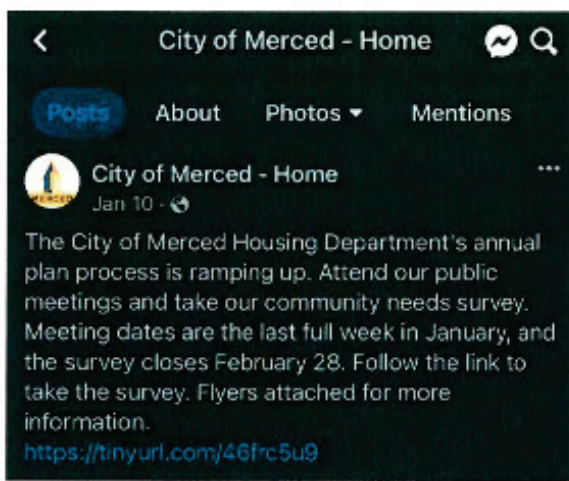 City of Merced - Home
Posts About Photos Mentions
City of Merced - Home
Jan 10
The City of Merced Housing Department's annual
plan process is ramping up. Attend our public
meetings and take our community needs survey.
Meeting dates are the last full week in January, and
the survey closes February 28. Follow the link to
take the survey. Flyers attached for more
information.
https://tinyurl.com/46frc5u9
MERCED